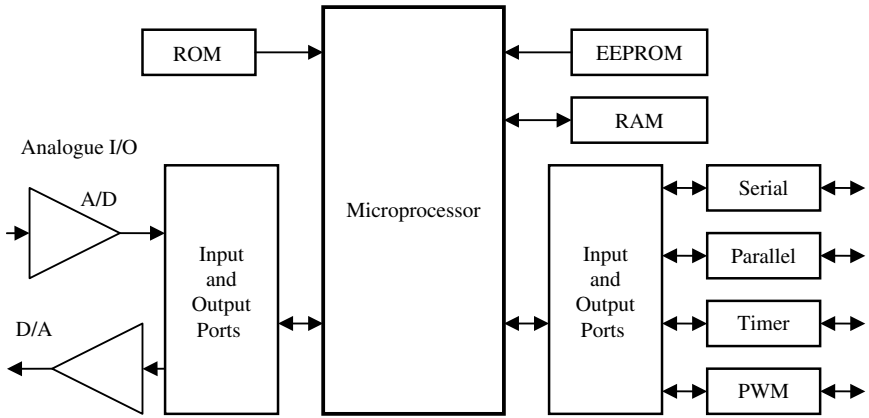 ROM
EEPROM
RAM
Analogue I/O
A/D
Microprocessor
Input
and
Output
Ports
D/A
Input
and
Output
Ports
Serial
Parallel
Timer
PWM